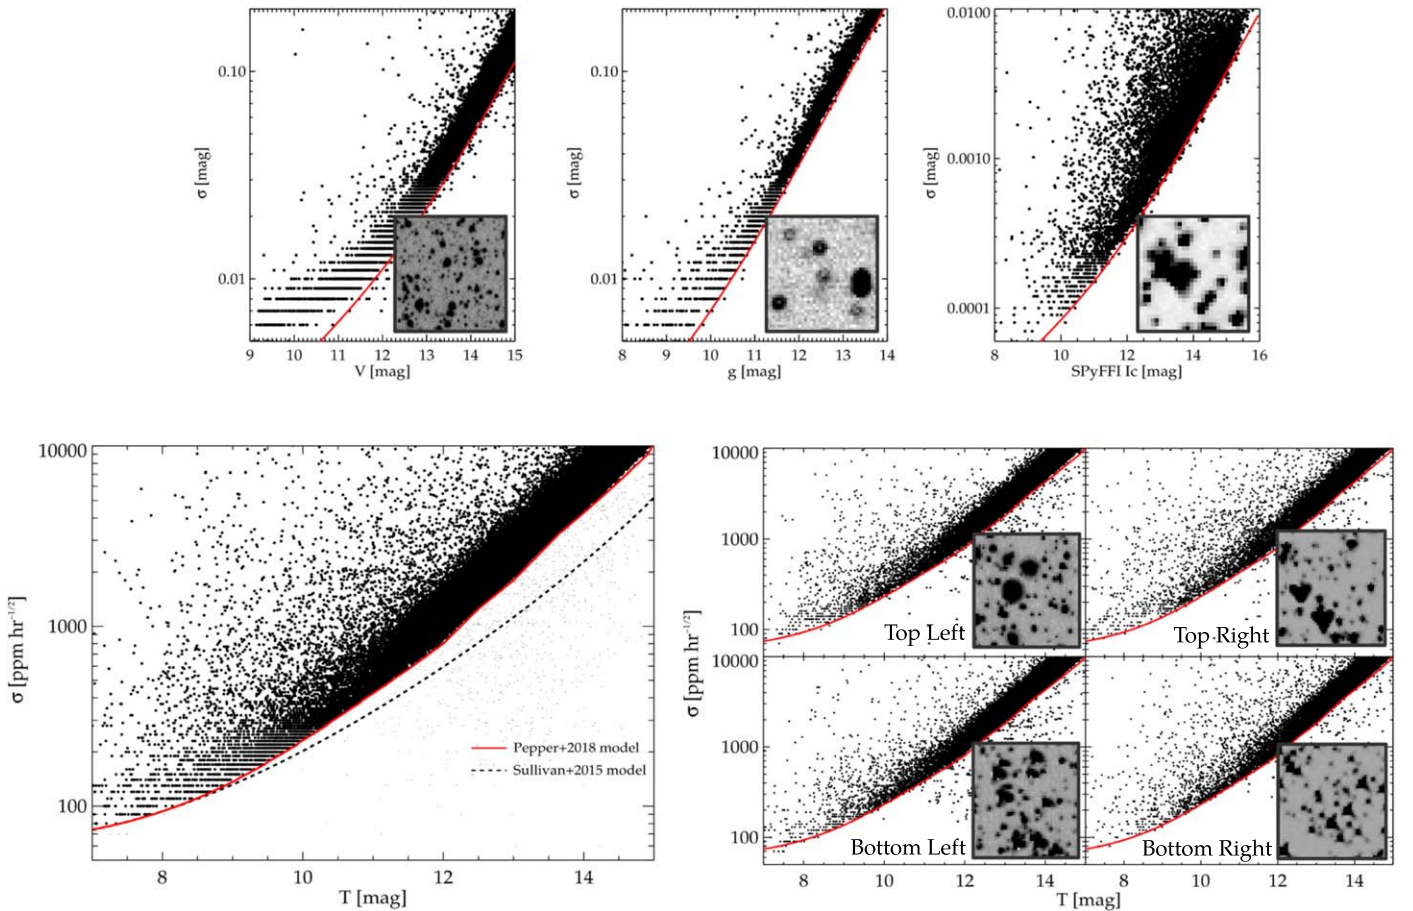 0.10
0.01
σ [mag]
9 10 11 12 13 14 15
V [mag]
0.10
0.01
σ [mag]
8 9 10 11 12 13 14
g [mag]
0.0100
0.0010
0.0001
σ [mag]
8 10 12 14 16
SPyFFI Ic [mag]
10000
1000
100
σ [ppm hr⁻¹/²]
Pepper+2018 model
Sullivan+2015 model
8 10 12 14
T [mag]
10000
1000
100
Top Left
Top Right
σ [ppm hr⁻¹/²]
10000
1000
100
Bottom Left
Bottom Right
8 10 12 14 8 10 12 14
T [mag]